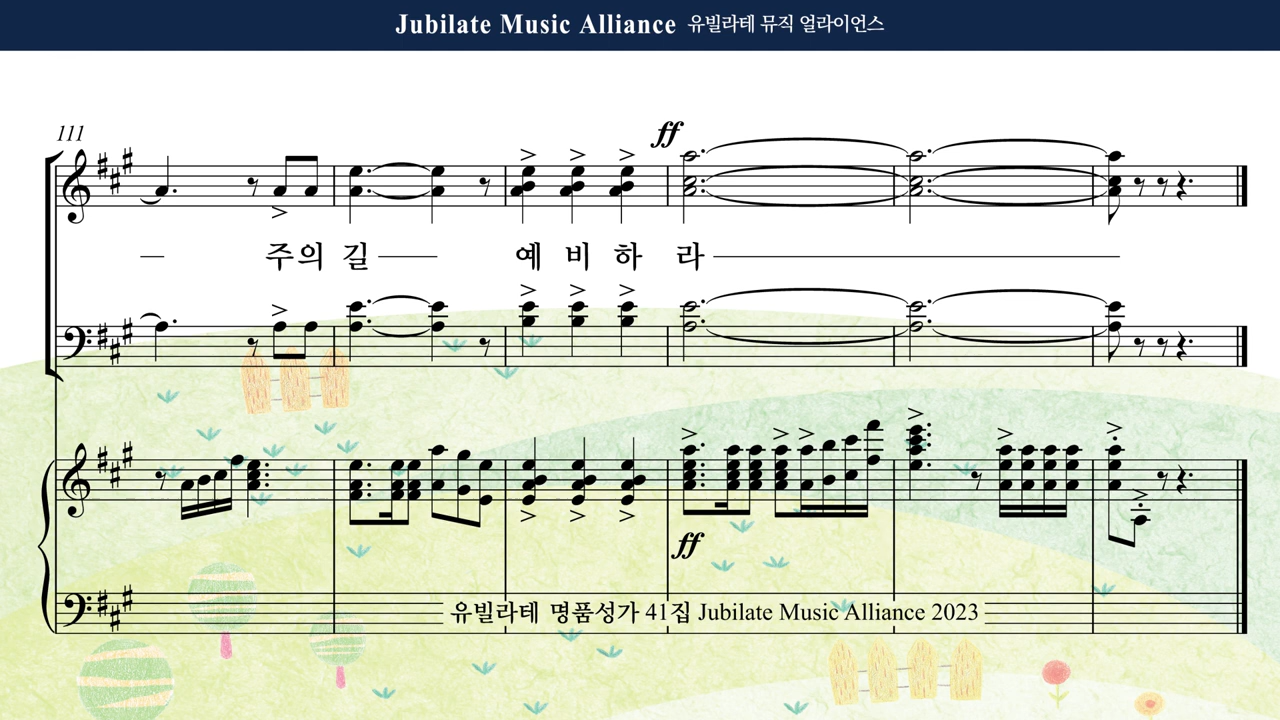 Jubilate Music Alliance 유빌라테 뮤직 얼라이언스
111
ff
주의 길 예 비 하 라
ff
유빌라테 명품성가 41집 Jubilate Music Alliance 2023